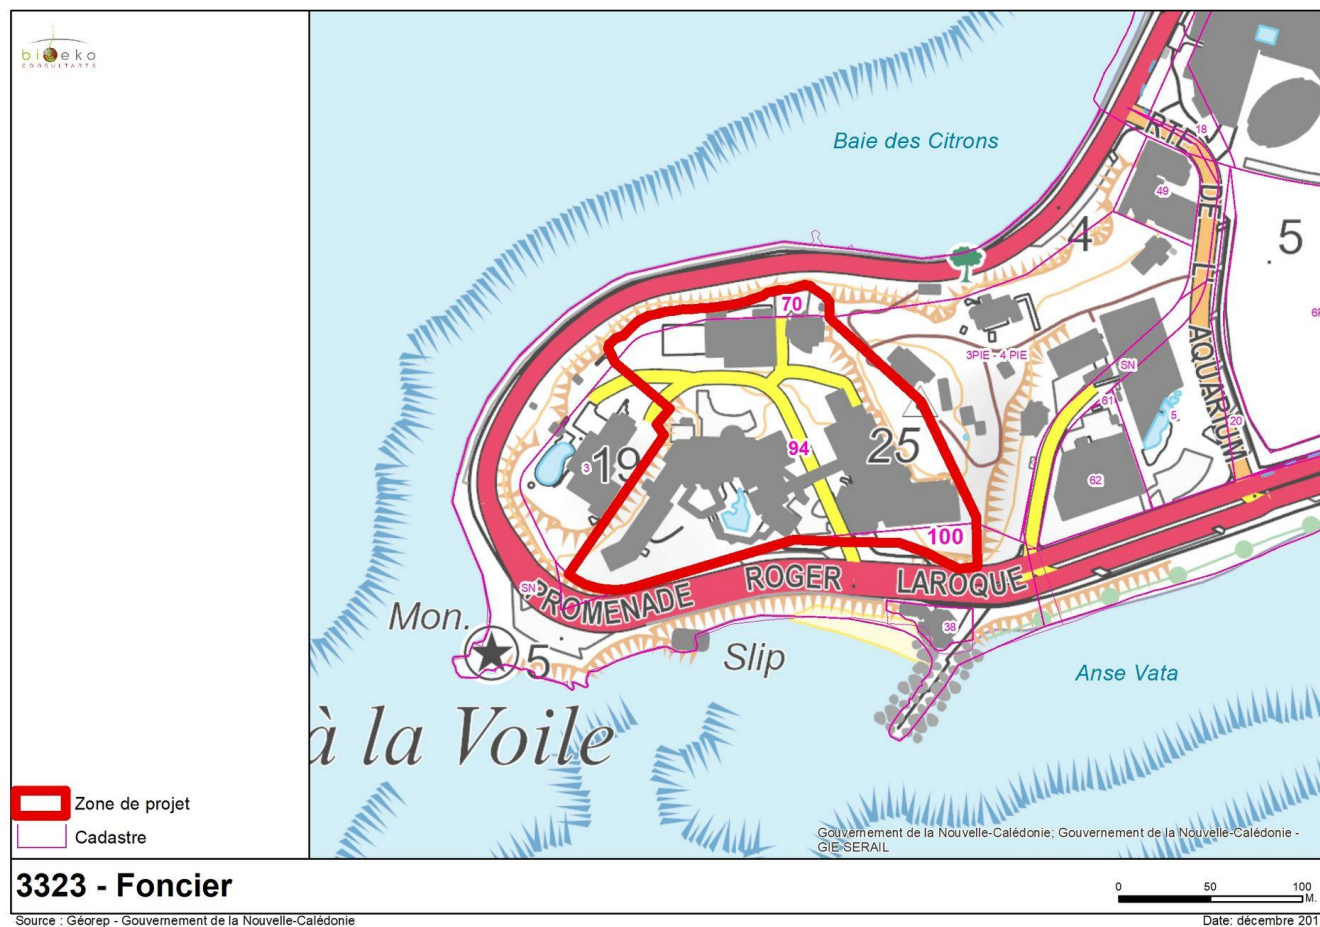 bioeko
CONSULTANTS
Baie des Citrons
18
RTE DE L'AQUARIUM
49
4
5
70
3PIE - 4 PIE
SN
61
5
20
94
25
3
19
62
100
SN
PROMENADE ROGER LAROQUE
38
Mon.
5
Slip
Anse Vata
à la Voile
Zone de projet
Cadastre
Gouvernement de la Nouvelle-Calédonie; Gouvernement de la Nouvelle-Calédonie -
GIE SERAIL
3323 - Foncier
0 50 100
M.
Source : Géorep - Gouvernement de la Nouvelle-Calédonie
Date: décembre 201